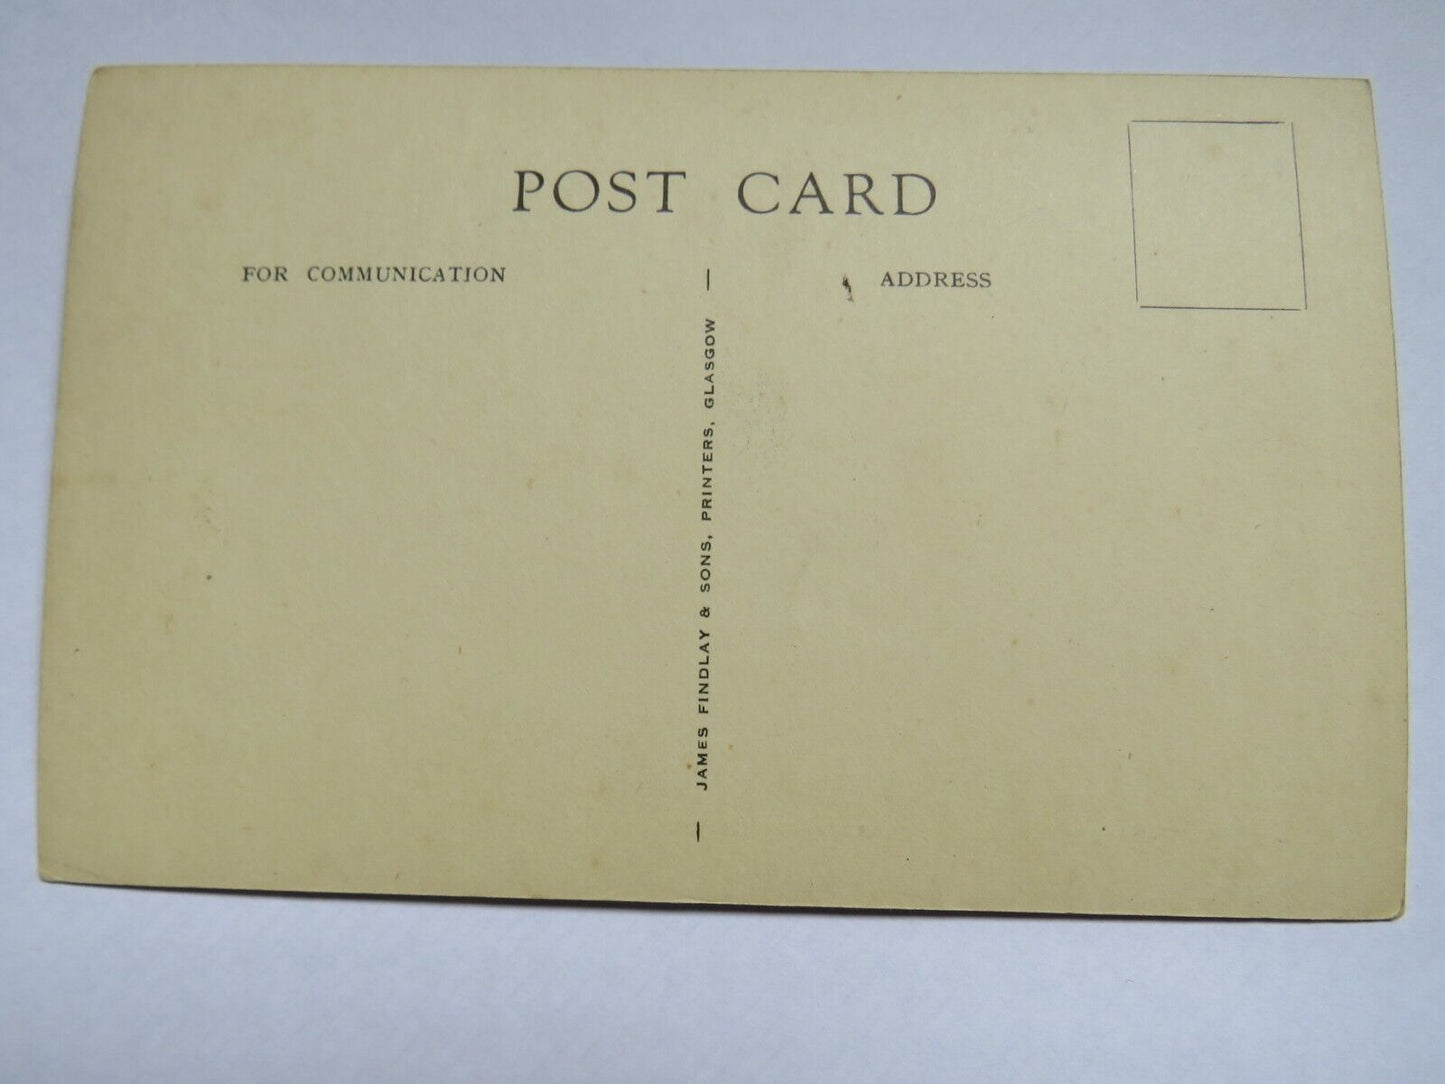 POST CARD
FOR COMMUNICATION
ADDRESS
JAMES FINDLAY & SONS, PRINTERS, GLASGOW